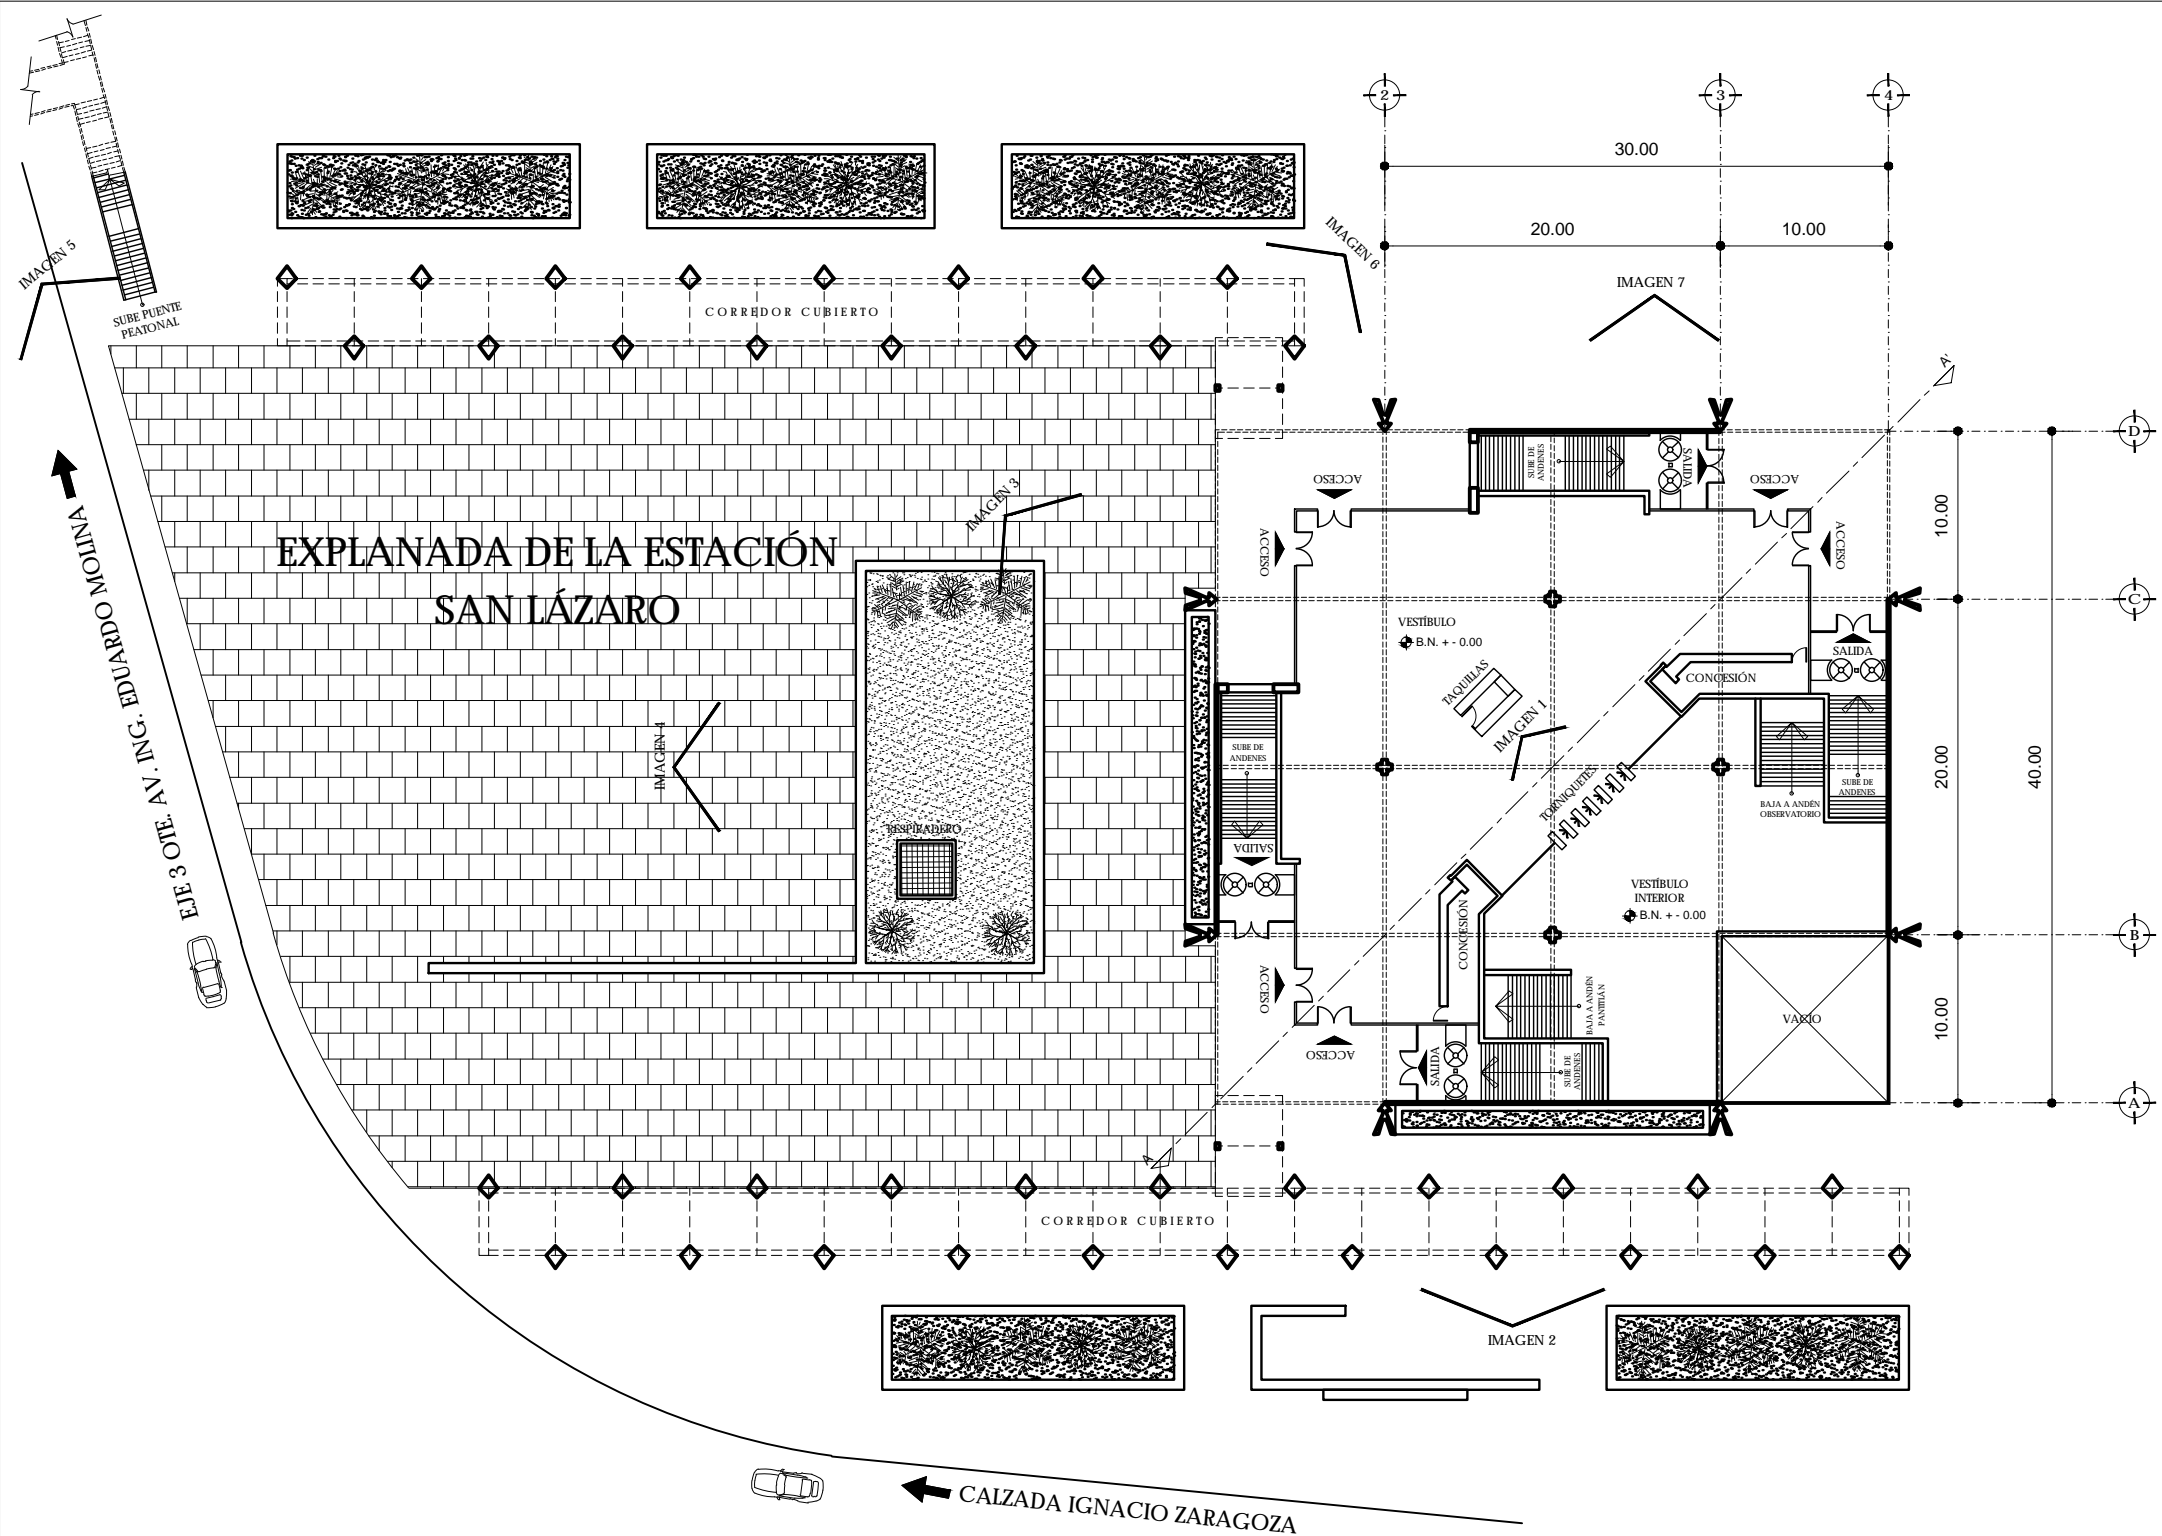 2
3
4
30.00
20.00
10.00
IMAGEN 5
SUBE PUENTE
PEATONAL
CORREDOR CUBIERTO
IMAGEN 6
IMAGEN 7
A'
D
C
B
A
10.00
20.00
10.00
40.00
EXPLANADA DE LA ESTACIÓN
SAN LÁZARO
IMAGEN 3
IMAGEN 4
RESPIRADERO
EJE 3 OTE. AV. ING. EDUARDO MOLINA
ACCESO
ACCESO
ACCESO
ACCESO
SUBE DE
ANDENES
SALIDA
VESTÍBULO
B.N. + - 0.00
TAQUILLAS
IMAGEN 1
TORNIQUETES
CONCESIÓN
SALIDA
SUBE DE
ANDENES
BAJA A ANDÉN
OBSERVATORIO
SUBE DE
ANDENES
SALIDA
VESTÍBULO
INTERIOR
B.N. + - 0.00
CONCESIÓN
ACCESO
ACCESO
BAJA A ANDÉN
PANTITLÁN
SALIDA
SUBE DE
ANDENES
VACIO
A
CORREDOR CUBIERTO
IMAGEN 2
CALZADA IGNACIO ZARAGOZA